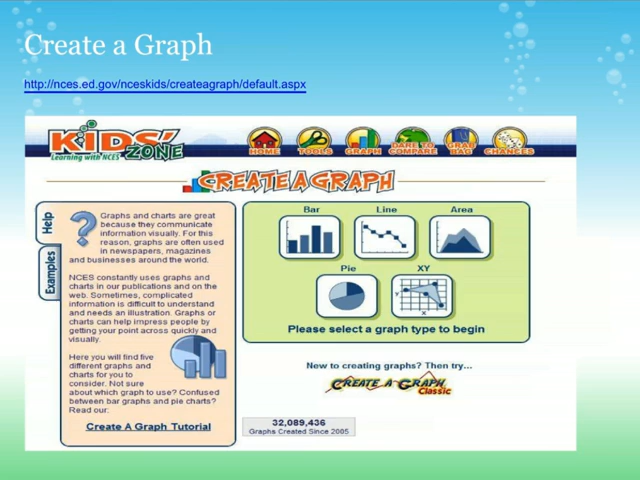 Create a Graph
http://nces.ed.gov/nceskids/createagraph/default.aspx
KIDS' ZONE
Learning with NCES
HOME
TOOLS
GRAPH
DARE TO COMPARE
GRAB BAG
CHANCES
CREATE A GRAPH
Help
Examples
Graphs and charts are great
because they communicate
information visually. For this
reason, graphs are often used
in newspapers, magazines
and businesses around the world.
NCES constantly uses graphs and
charts in our publications and on the
web. Sometimes, complicated
information is difficult to understand
and needs an illustration. Graphs or
charts can help impress people by
getting your point across quickly and
visually.
Here you will find five
different graphs and
charts for you to
consider. Not sure
about which graph to use? Confused
between bar graphs and pie charts?
Read our:
Create A Graph Tutorial
Bar
Line
Area
Pie
XY
Y
X
Please select a graph type to begin
New to creating graphs? Then try...
CREATE A GRAPH
Classic
32,089,436
Graphs Created Since 2005